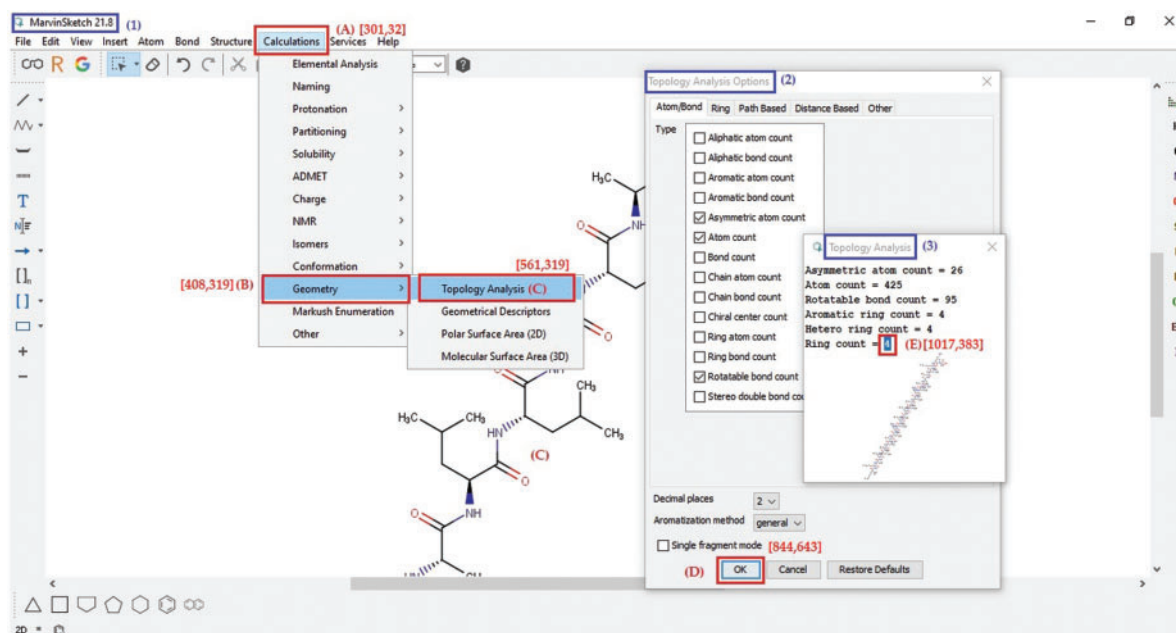 MarvinSketch 21.8 (1)
(A) [301,32]
File Edit View Insert Atom Bond Structure Calculations Services Help
R G
Elemental Analysis
Naming
Protonation
Partitioning
Solubility
ADMET
Charge
NMR
Isomers
Conformation
[408,319] (B) Geometry
Markush Enumeration
Other
[561,319]
Topology Analysis (C)
Geometrical Descriptors
Polar Surface Area (2D)
Molecular Surface Area (3D)
T
[]n
[]
H₃C
O
NH
CH₃
H₃C
CH₃
HN
CH₃
(C)
O
O
NH
HN
2D
Topology Analysis Options (2)
Atom/Bond Ring Path Based Distance Based Other
Type
Aliphatic atom count
Aliphatic bond count
Aromatic atom count
Aromatic bond count
Asymmetric atom count
Atom count
Bond count
Chain atom count
Chain bond count
Chiral center count
Ring atom count
Ring bond count
Rotatable bond count
Stereo double bond
Decimal places 2
Aromatization method general
Single fragment mode [844,643]
(D) OK Cancel Restore Defaults
Topology Analysis (3)
Asymmetric atom count = 26
Atom count = 425
Rotatable bond count = 95
Aromatic ring count = 4
Hetero ring count = 4
Ring count = 4 (E)[1017,383]